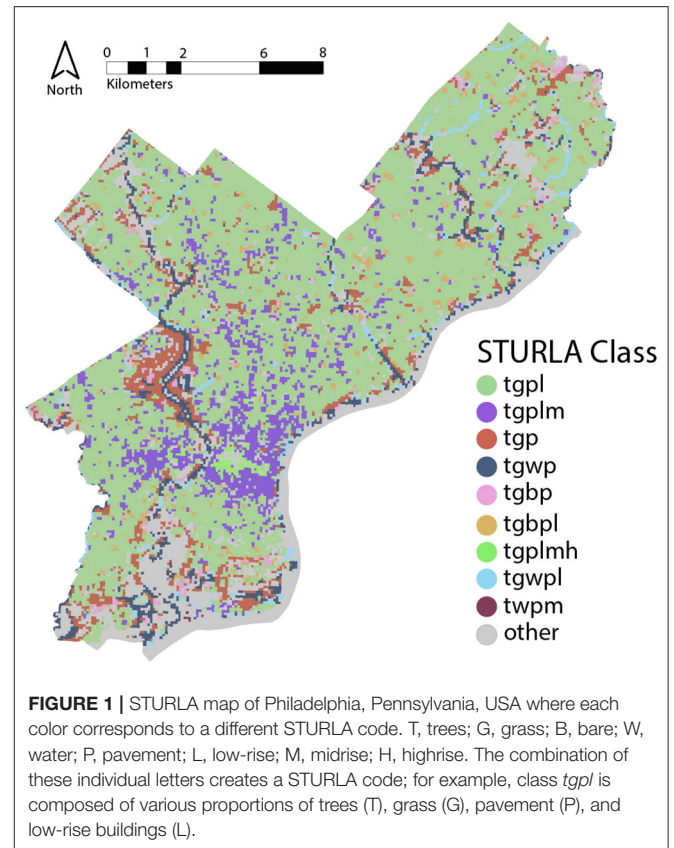 0 1 2 6 8
Kilometers
North
STURLA Class
tgpl
tgplm
tgp
tgwp
tgbp
tgbpl
tgplmh
tgwpl
twpm
other
FIGURE 1 | STURLA map of Philadelphia, Pennsylvania, USA where each
color corresponds to a different STURLA code. T, trees; G, grass; B, bare; W,
water; P, pavement; L, low-rise; M, midrise; H, highrise. The combination of
these individual letters creates a STURLA code; for example, class tgpl is
composed of various proportions of trees (T), grass (G), pavement (P), and
low-rise buildings (L).